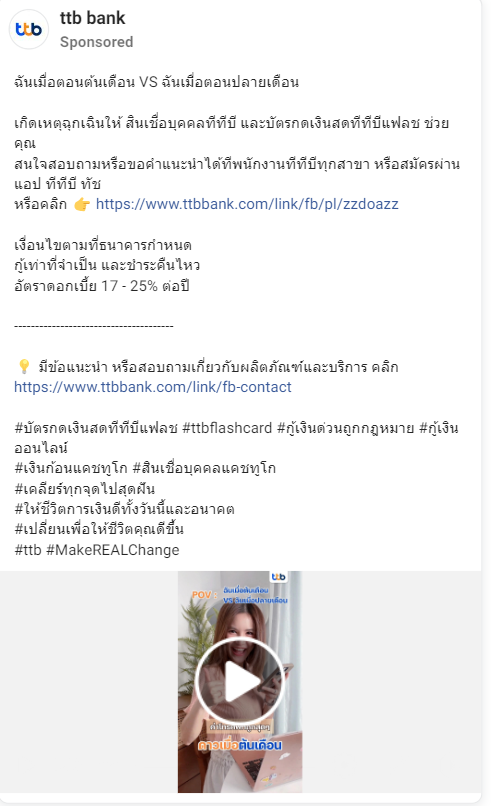 ttb
ttb bank
Sponsored
ฉันเมื่อตอนต้นเดือน VS ฉันเมื่อตอนปลายเดือน
เกิดเหตุฉุกเฉินให้ สินเชื่อบุคคลทีทีบี และบัตรกดเงินสดทีทีบีแฟลช ช่วย
คุณ
สนใจสอบถามหรือขอคำแนะนำได้ที่พนักงานทีทีบีทุกสาขา หรือสมัครผ่าน
แอป ทีทีบี ทัช
หรือคลิก 👉 https://www.ttbbank.com/link/fb/pl/zzdoazz
เงื่อนไขตามที่ธนาคารกำหนด
กู้เท่าที่จำเป็น และชำระคืนไหว
อัตราดอกเบี้ย 17 - 25% ต่อปี
--------------------------------------
💡 มีข้อแนะนำ หรือสอบถามเกี่ยวกับผลิตภัณฑ์และบริการ คลิก
https://www.ttbbank.com/link/fb-contact
#บัตรกดเงินสดทีทีบีแฟลช #ttbflashcard #กู้เงินด่วนถูกกฎหมาย #กู้เงิน
ออนไลน์
#เงินก้อนแคชทูโก #สินเชื่อบุคคลแคชทูโก
#เคลียร์ทุกจุดไปสุดฝัน
#ให้ชีวิตการเงินดีทั้งวันนี้และอนาคต
#เปลี่ยนเพื่อให้ชีวิตคุณดีขึ้น
#ttb #MakeREALChange
ttb
POV : ฉันเมื่อต้นเดือน
VS ฉันเมื่อปลายเดือน
ดาวเมื่อต้นเดือน